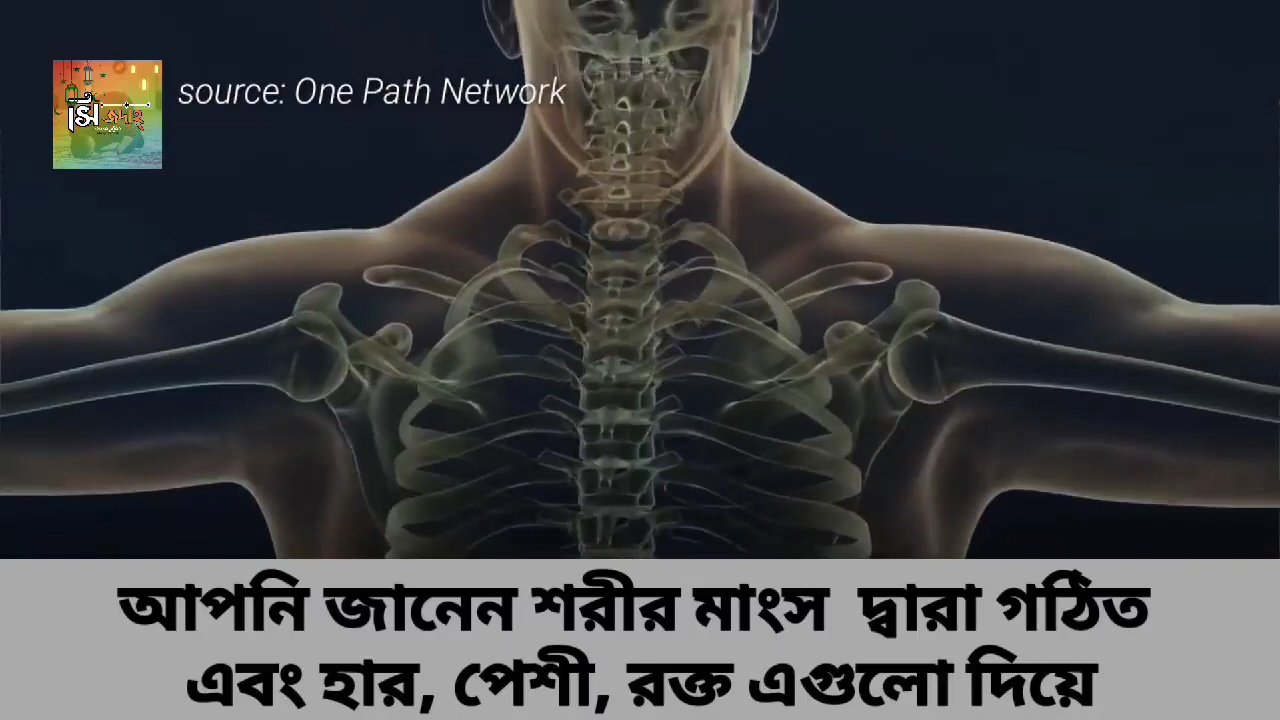 source: One Path Network
আপনি জানেন শরীর মাংস দ্বারা গঠিত
এবং হার, পেশী, রক্ত এগুলো দিয়ে